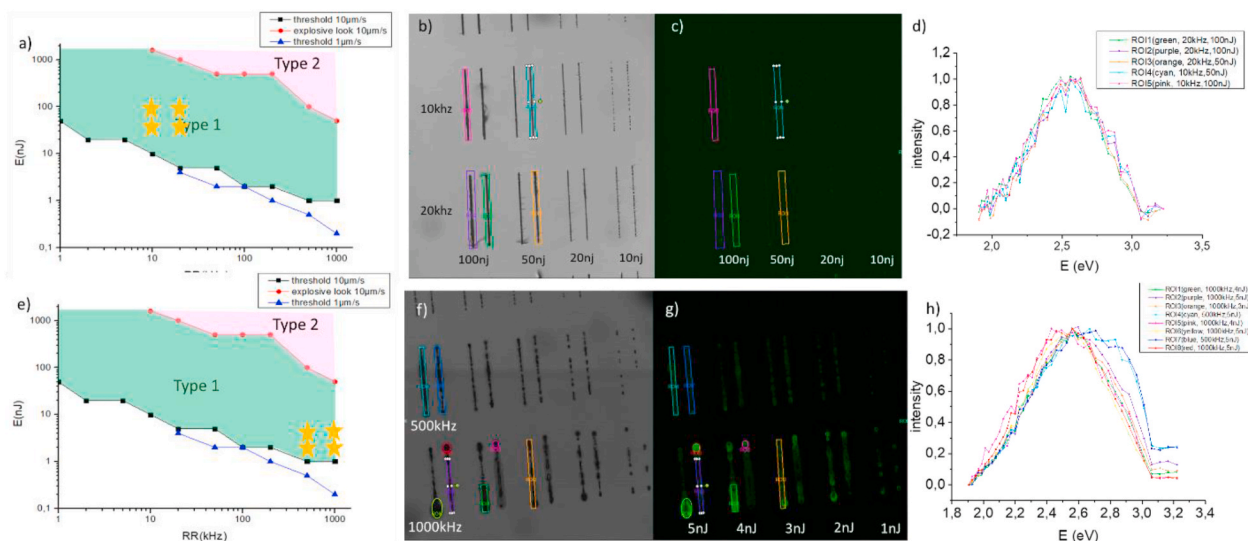 a)
threshold 10μm/s
explosive look 10μm/s
threshold 1μm/s
Type 2
Type 1
E(nJ)
1000
100
10
1
0,1
1
10
100
1000
RR(kHz)
b)
10khz
20khz
100nj
50nj
20nj
10nj
c)
100nj
50nj
20nj
10nj
d)
ROI1(green, 20kHz,100nJ)
ROI2(purple, 20kHz,100nJ)
ROI3(orange, 20kHz,50nJ)
ROI4(cyan, 10kHz,50nJ)
ROI5(pink, 10kHz,100nJ)
intensity
1,2
1,0
0,8
0,6
0,4
0,2
0,0
-0,2
2,0
2,5
3,0
3,5
E (eV)
e)
threshold 10μm/s
explosive look 10μm/s
threshold 1μm/s
Type 2
Type 1
E(nJ)
1000
100
10
1
0,1
1
10
100
1000
RR(kHz)
f)
500kHz
1000kHz
g)
5nJ
4nJ
3nJ
2nJ
1nJ
h)
ROI1(green, 1000kHz,4nJ)
ROI2(purple, 1000kHz,5nJ)
ROI3(orange, 1000kHz,3nJ)
ROI5(pink, 1000kHz,4nJ)
ROI6(yellow, 1000kHz,5nJ)
ROI7(blue, 500kHz,5nJ)
ROI8(red, 1000kHz,5nJ)
intensity
1,0
0,8
0,6
0,4
0,2
0,0
1,8
2,0
2,2
2,4
2,6
2,8
3,0
3,2
3,4
E (eV)